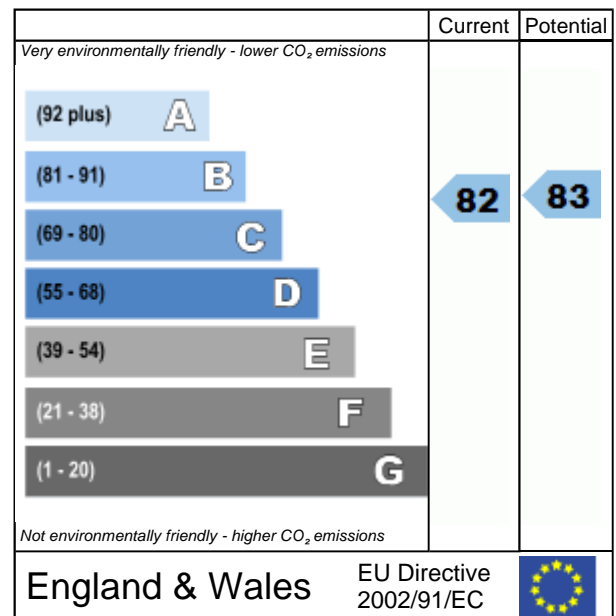 Current Potential
Very environmentally friendly - lower CO₂ emissions
(92 plus) A
(81 - 91) B
82 83
(69 - 80) C
(55 - 68) D
(39 - 54) E
(21 - 38) F
(1 - 20) G
Not environmentally friendly - higher CO₂ emissions
England & Wales
EU Directive
2002/91/EC